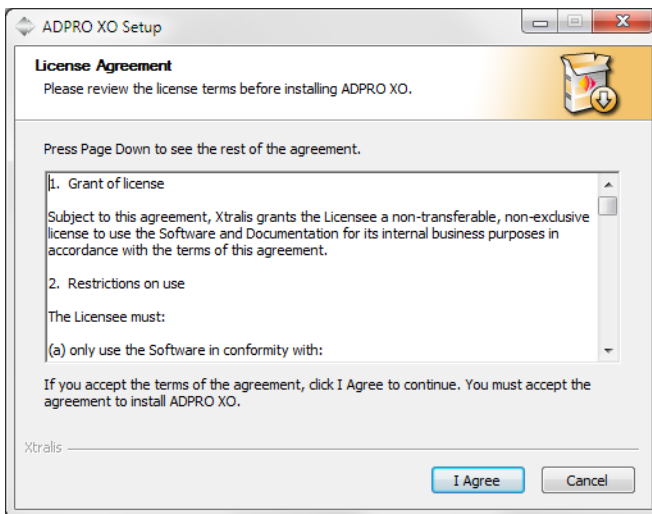 ADPRO XO Setup
License Agreement
Please review the license terms before installing ADPRO XO.
Press Page Down to see the rest of the agreement.
1. Grant of license
Subject to this agreement, Xtralis grants the Licensee a non-transferable, non-exclusive
license to use the Software and Documentation for its internal business purposes in
accordance with the terms of this agreement.
2. Restrictions on use
The Licensee must:
(a) only use the Software in conformity with:
If you accept the terms of the agreement, click I Agree to continue. You must accept the
agreement to install ADPRO XO.
Xtralis
I Agree
Cancel